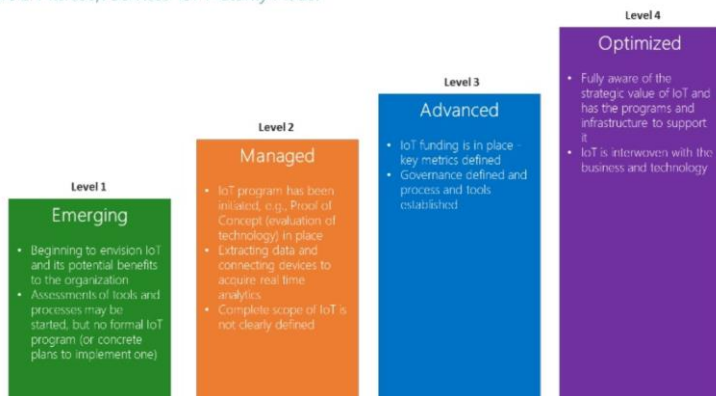 Level 1
Emerging
• Beginning to envision IoT
and its potential benefits
to the organization
• Assessments of tools and
processes may be
started, but no formal IoT
program (or concrete
plans to implement one)
Level 2
Managed
• IoT program has been
initiated, e.g., Proof of
Concept (evaluation of
technology) in place
• Extracting data and
connecting devices to
acquire real time
analytics
• Complete scope of IoT is
not clearly defined
Level 3
Advanced
• IoT funding is in place -
key metrics defined
• Governance defined and
process and tools
established
Level 4
Optimized
• Fully aware of the
strategic value of IoT and
has the programs and
infrastructure to support
it
• IoT is interwoven with the
business and technology